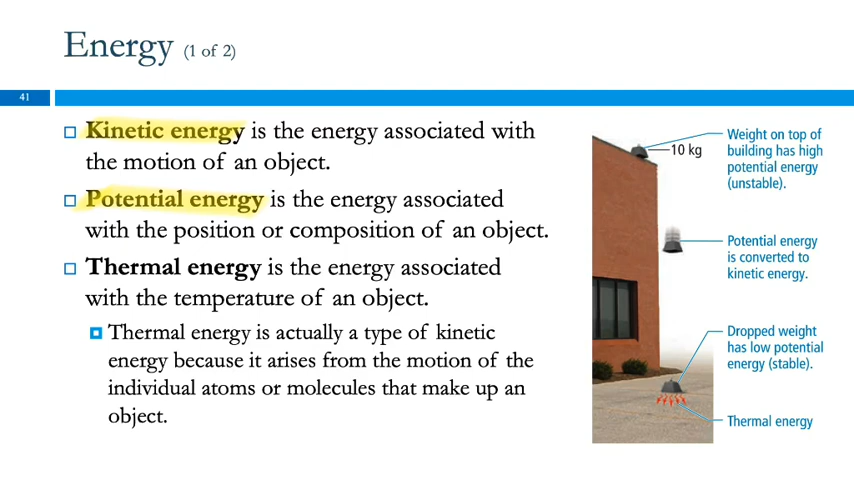 Energy (1 of 2)
41
Kinetic energy is the energy associated with
the motion of an object.
Potential energy is the energy associated
with the position or composition of an object.
Thermal energy is the energy associated
with the temperature of an object.
Thermal energy is actually a type of kinetic
energy because it arises from the motion of the
individual atoms or molecules that make up an
object.
10 kg
Weight on top of
building has high
potential energy
(unstable).
Potential energy
is converted to
kinetic energy.
Dropped weight
has low potential
energy (stable).
Thermal energy